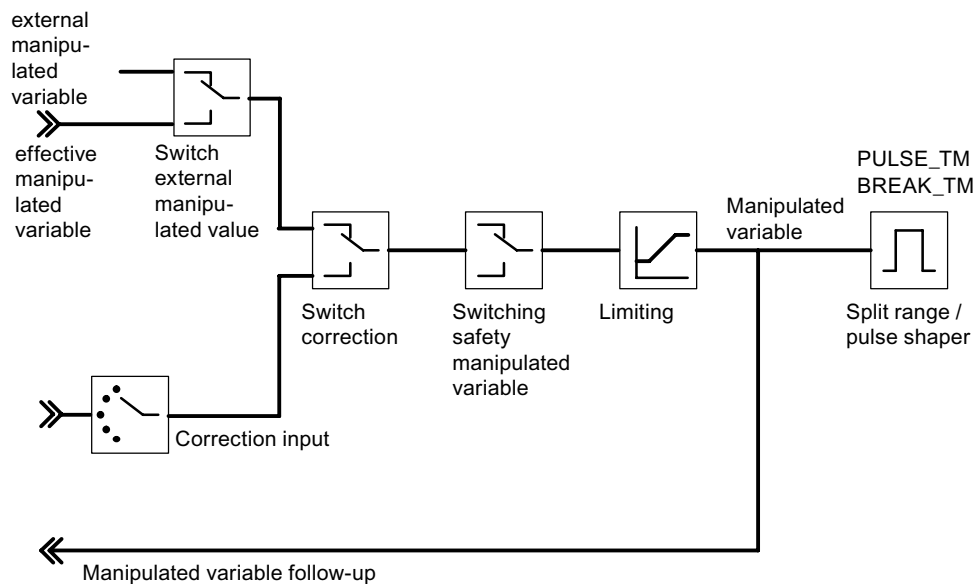 external
manipu-
lated
variable
effective
manipu-
lated
variable
Switch
external
manipu-
lated value
Switch
correction
Switching
safety
manipulated
variable
Limiting
Manipulated
variable
PULSE_TM
BREAK_TM
Split range /
pulse shaper
Correction input
Manipulated variable follow-up